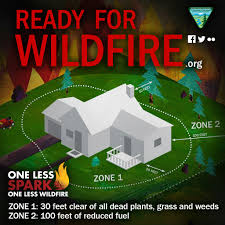 READY FOR
WILDFIRE
.org
ZONE 2
ZONE 1
ONE LESS
SPARK
ONE LESS WILDFIRE
ZONE 1: 30 feet clear of all dead plants, grass and weeds
ZONE 2: 100 feet of reduced fuel